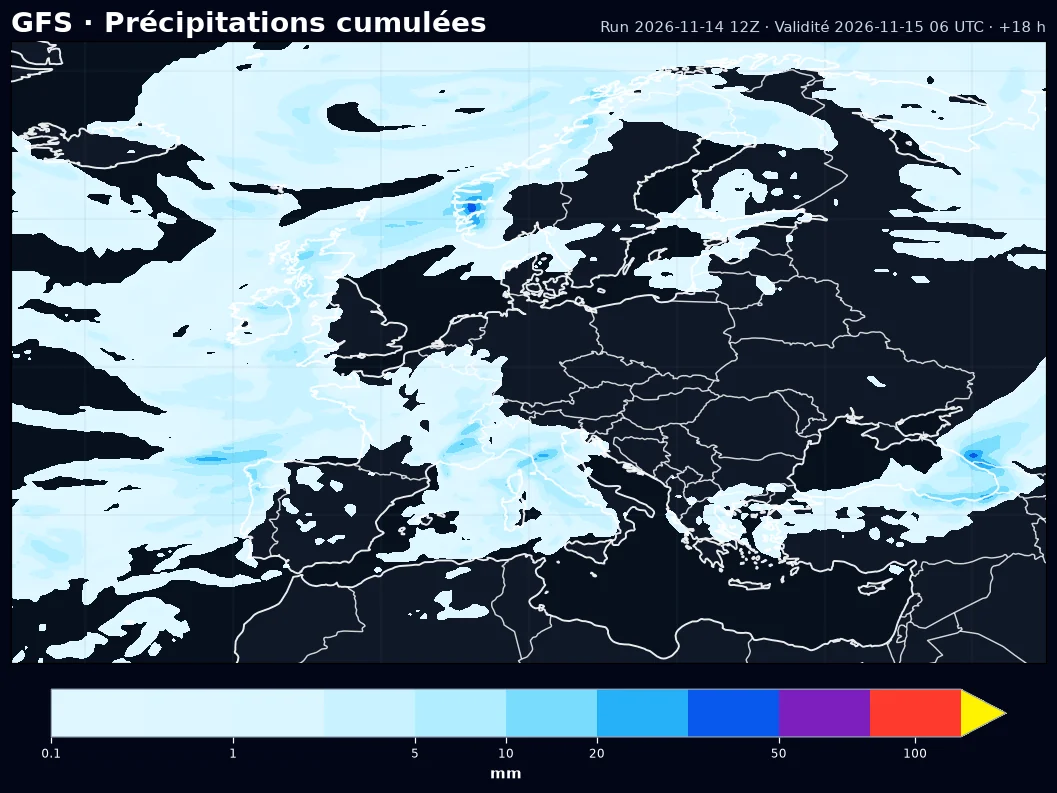 GFS · Précipitations cumulées
Run 2026-11-14 12Z · Validité 2026-11-15 06 UTC · +18 h
0.1 1 5 10 20 50 100
mm